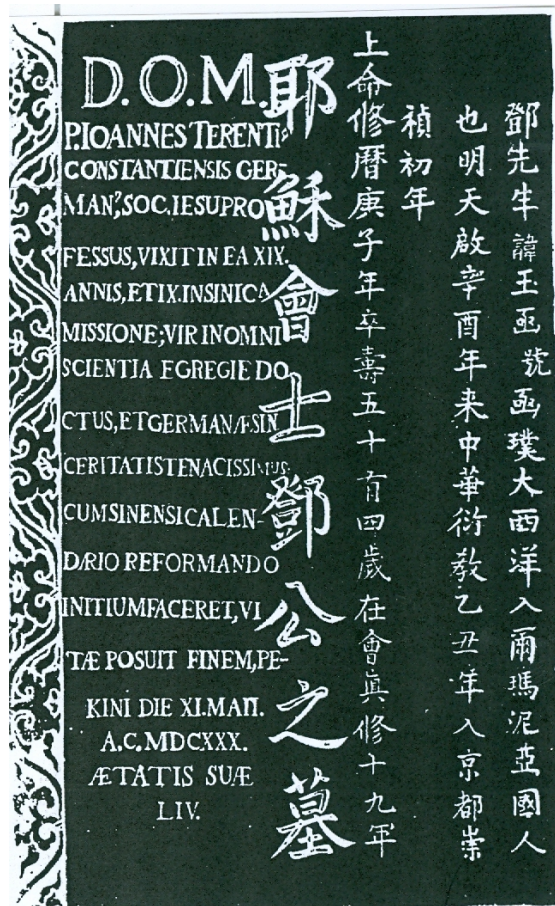 D.O.M.
P.IOANNES TERENTIꝰ
CONSTANTIENSIS GER-
MANꝰ,SOC.IESU PRO
FESSUS,VIXIT IN EA XIX.
ANNIS,ET IX.IN SINICA
MISSIONE;VIR IN OMNI
SCIENTIA EGREGIE DO
CTUS,ET GERMANÆ SIN
CERITATIS TENACISSIMUS.
CUM SINENSI CALEN-
DARIO REFORMANDO
INITIUM FACERET,VI
TÆ POSUIT FINEM,PE-
KINI DIE XI.MAII.
A.C.MDCXXX.
ÆTATIS SUÆ
LIV.
耶穌會士鄧公之墓
鄧先生諱玉函號函璞大西洋入爾瑪泥亞國人
也明天啟辛酉年来中華衍敎乙丑年入京都崇
禎初年
上命修曆庚子年卒壽五十有四歲在會眞修十九年